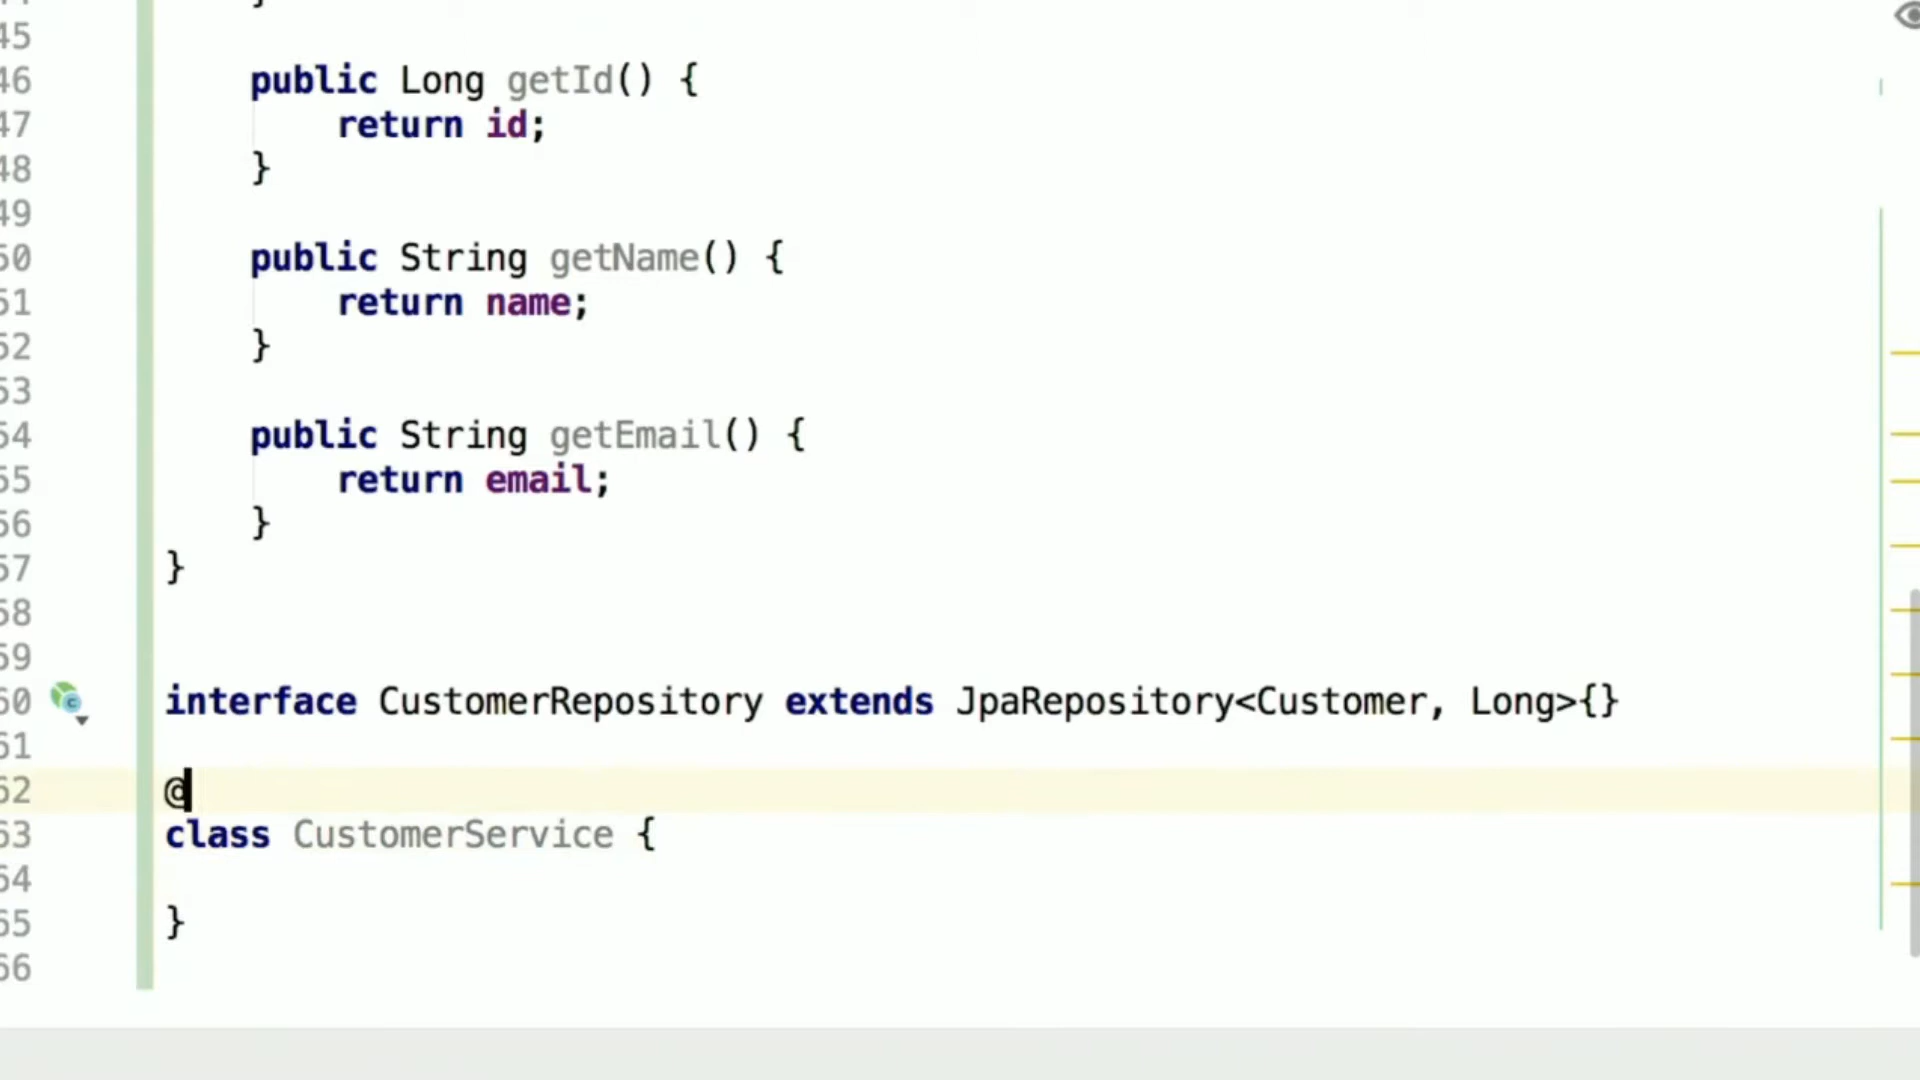 45
46 public Long getId() {
47 return id;
48 }
49
50 public String getName() {
51 return name;
52 }
53
54 public String getEmail() {
55 return email;
56 }
57 }
58
59
60 interface CustomerRepository extends JpaRepository<Customer, Long>{}
61
62 @
63 class CustomerService {
64
65 }
66